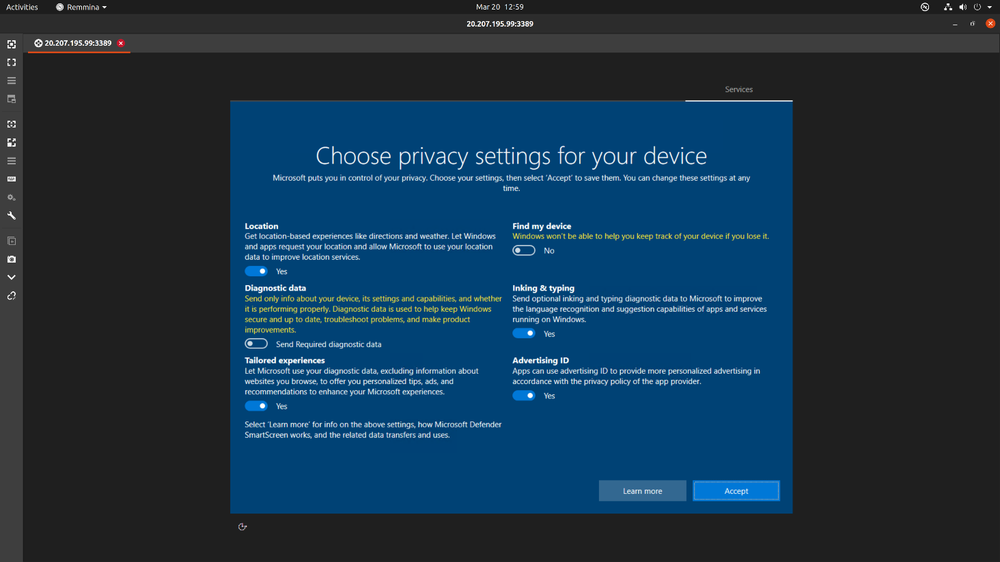 Activities
Remmina
Mar 20 12:59
20.207.195.99:3389
20.207.195.99:3389
Services
Choose privacy settings for your device
Microsoft puts you in control of your privacy. Choose your settings, then select 'Accept' to save them. You can change these settings at any
time.
Location
Get location-based experiences like directions and weather. Let Windows
and apps request your location and allow Microsoft to use your location
data to improve location services.
Yes
Find my device
Windows won't be able to help you keep track of your device if you lose it.
No
Diagnostic data
Send only info about your device, its settings and capabilities, and whether
it is performing properly. Diagnostic data is used to help keep Windows
secure and up to date, troubleshoot problems, and make product
improvements.
Send Required diagnostic data
Inking & typing
Send optional inking and typing diagnostic data to Microsoft to improve
the language recognition and suggestion capabilities of apps and services
running on Windows.
Yes
Tailored experiences
Let Microsoft use your diagnostic data, excluding information about
websites you browse, to offer you personalized tips, ads, and
recommendations to enhance your Microsoft experiences.
Yes
Advertising ID
Apps can use advertising ID to provide more personalized advertising in
accordance with the privacy policy of the app provider.
Yes
Select 'Learn more' for info on the above settings, how Microsoft Defender
SmartScreen works, and the related data transfers and uses.
Learn more
Accept